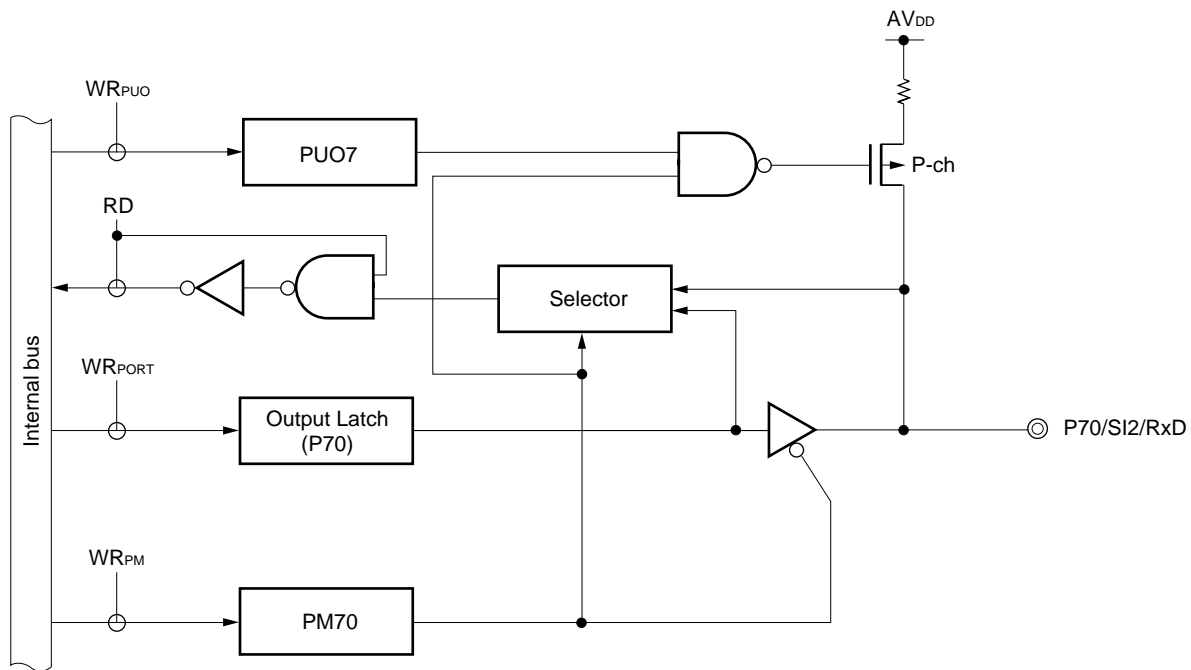 AVDD
WRPUO
PUO7
P-ch
RD
Selector
Internal bus
WRPORT
Output Latch
(P70)
P70/SI2/RxD
WRPM
PM70